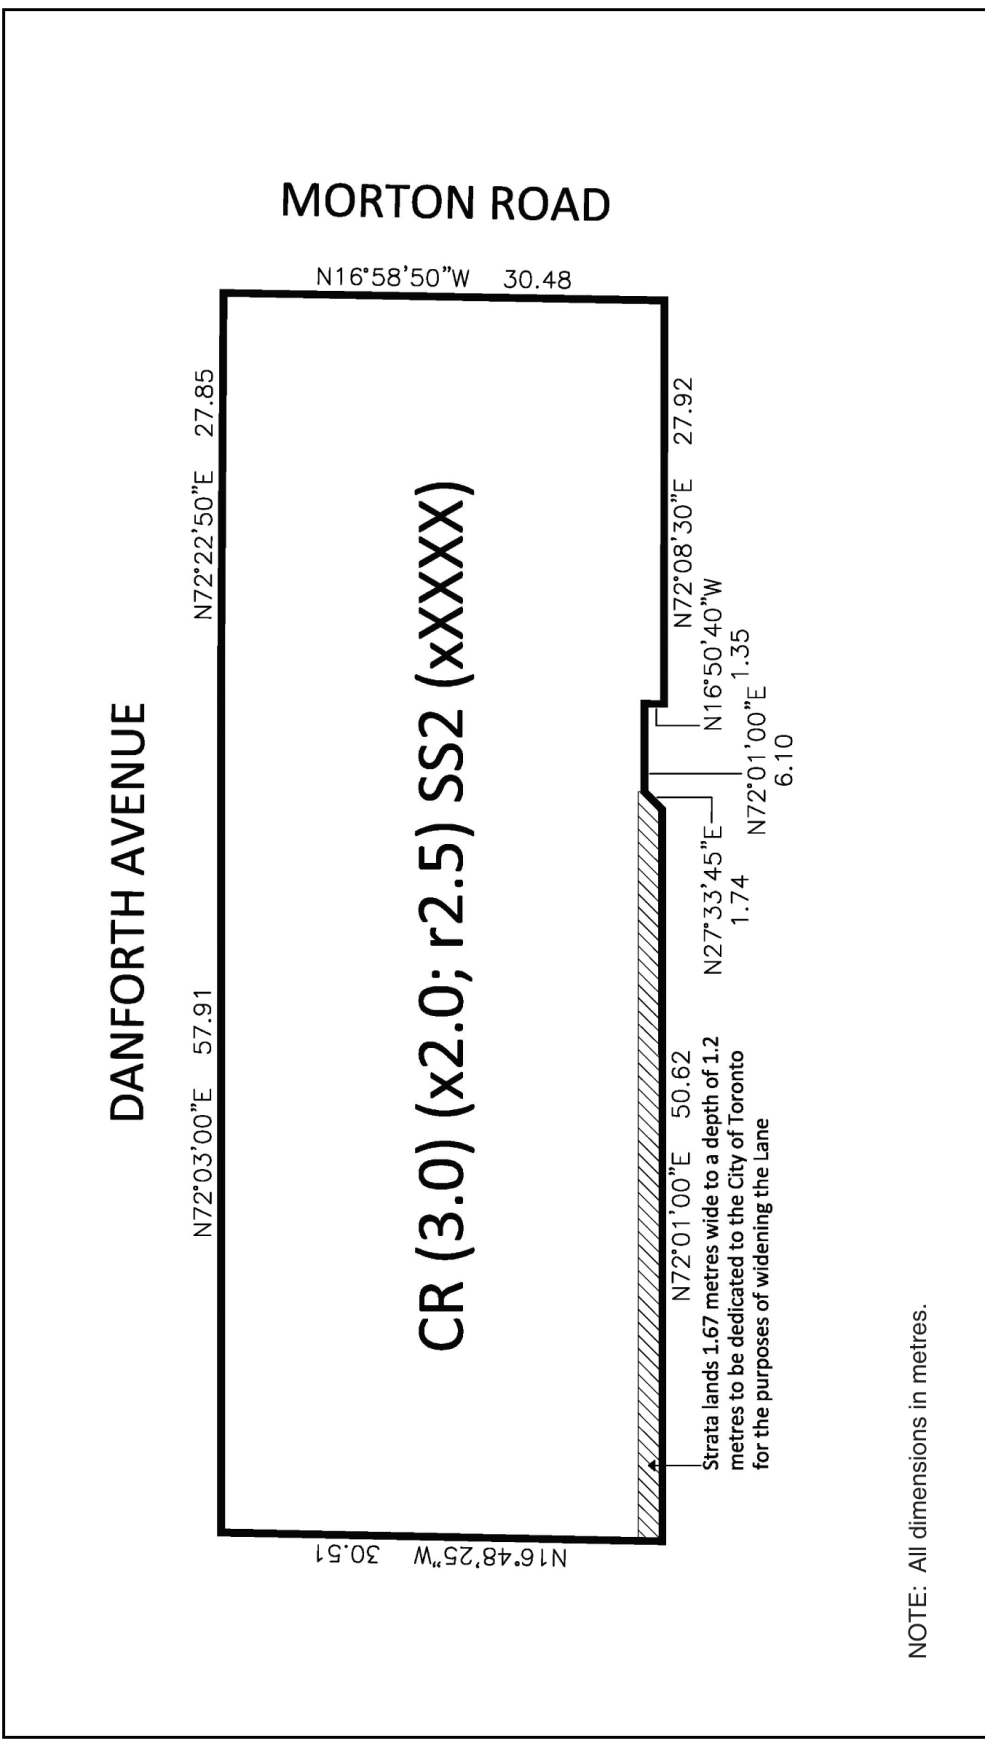 MORTON ROAD
N16°58'50"W 30.48
DANFORTH AVENUE
N72°03'00"E 57.91
N72°22'50"E 27.85
CR (3.0) (x2.0; r2.5) SS2 (xXXXX)
N16°48'25"W 30.51
N72°01'00"E 50.62
N27°33'45"E
1.74
N72°01'00"E
6.10
N16°50'40"W
1.35
N72°08'30"E 27.92
Strata lands 1.67 metres wide to a depth of 1.2
metres to be dedicated to the City of Toronto
for the purposes of widening the Lane
NOTE: All dimensions in metres.